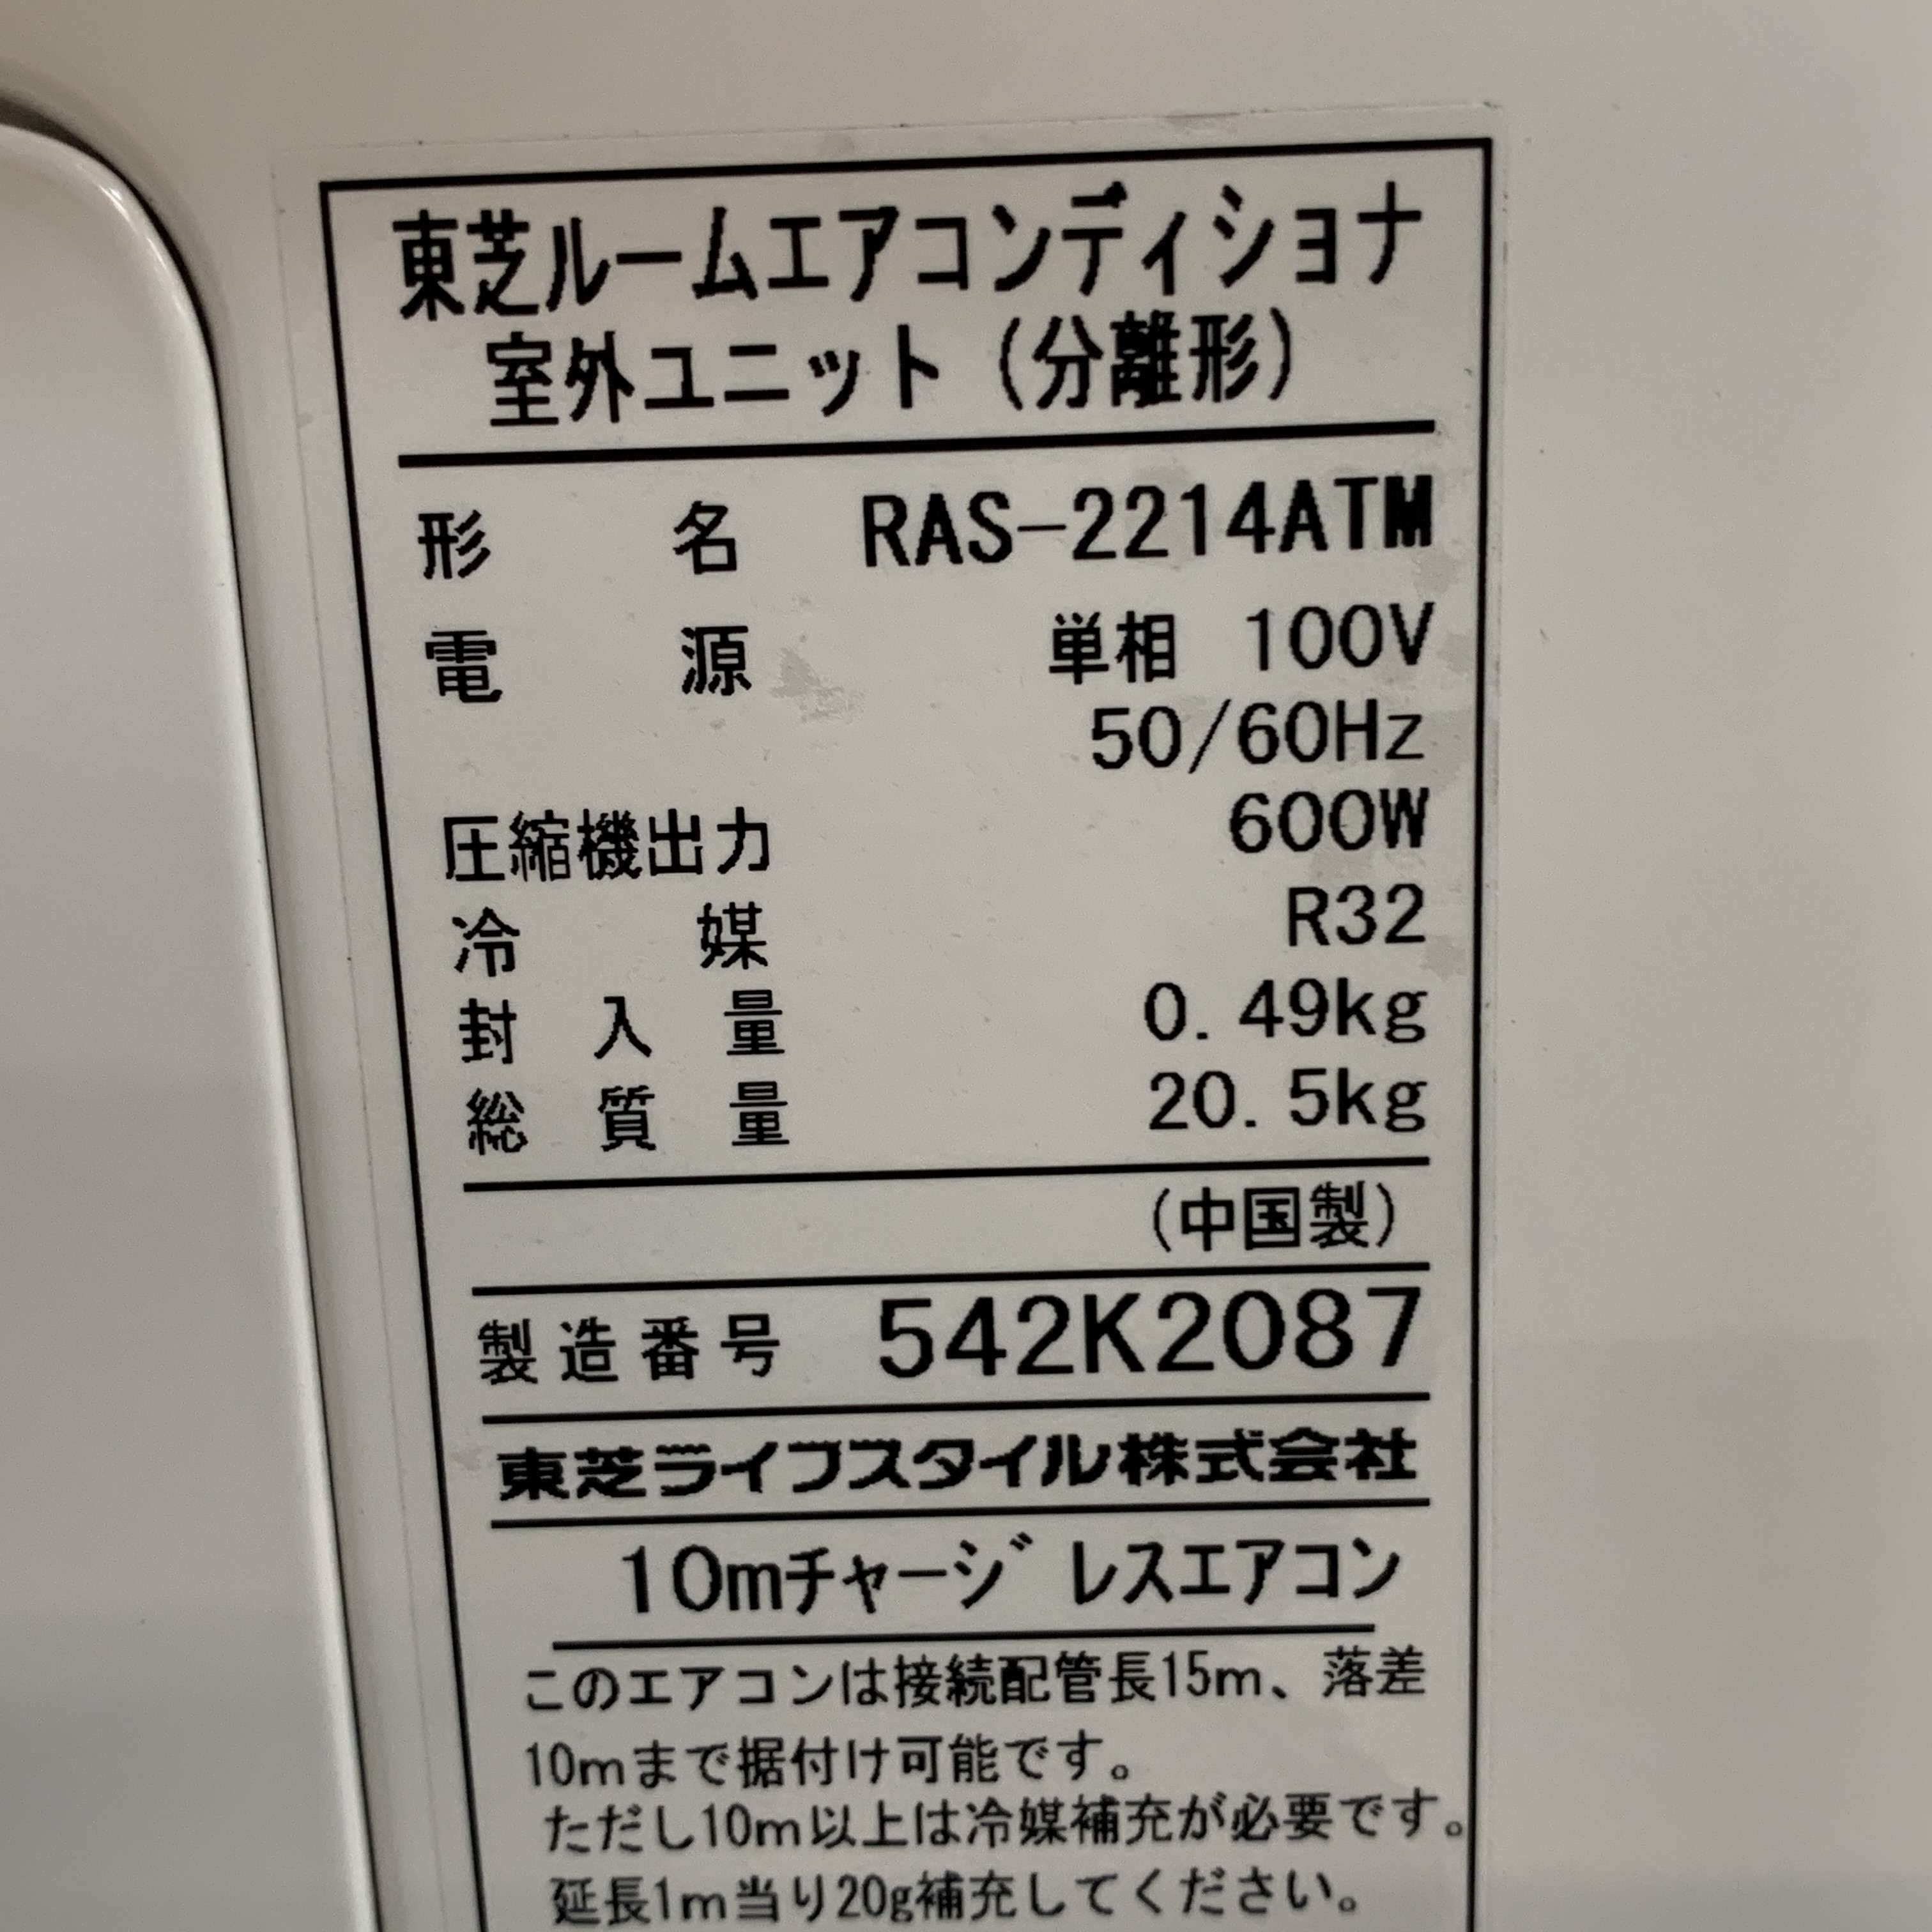 東芝ルームエアコンディショナ
室外ユニット(分離形)
形名 RAS-2214ATM
電源 単相 100V
50/60Hz
圧縮機出力 600W
冷媒 R32
封入量 0.49kg
総質量 20.5kg
(中国製)
製造番号 542K2087
東芝ライフスタイル株式会社
10mチャージレスエアコン
このエアコンは接続配管長15m、落差
10mまで据付け可能です。
ただし10m以上は冷媒補充が必要です。
延長1m当り20g補充してください。